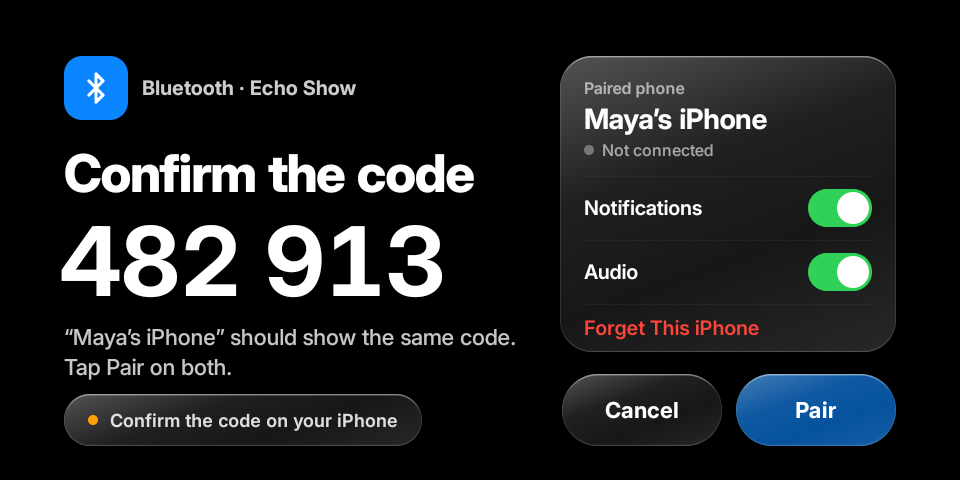 Bluetooth · Echo Show
Confirm the code
482 913
“Maya’s iPhone” should show the same code.
Tap Pair on both.
Confirm the code on your iPhone
Paired phone
Maya’s iPhone
Not connected
Notifications
Audio
Forget This iPhone
Cancel
Pair